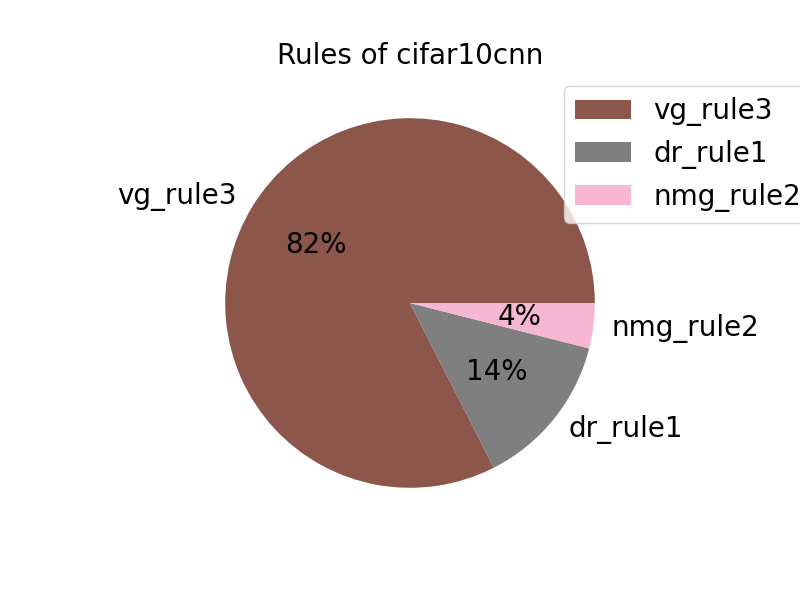 Rules of cifar10cnn
vg_rule3
dr_rule1
nmg_rule2
vg_rule3
82%
4%
nmg_rule2
14%
dr_rule1